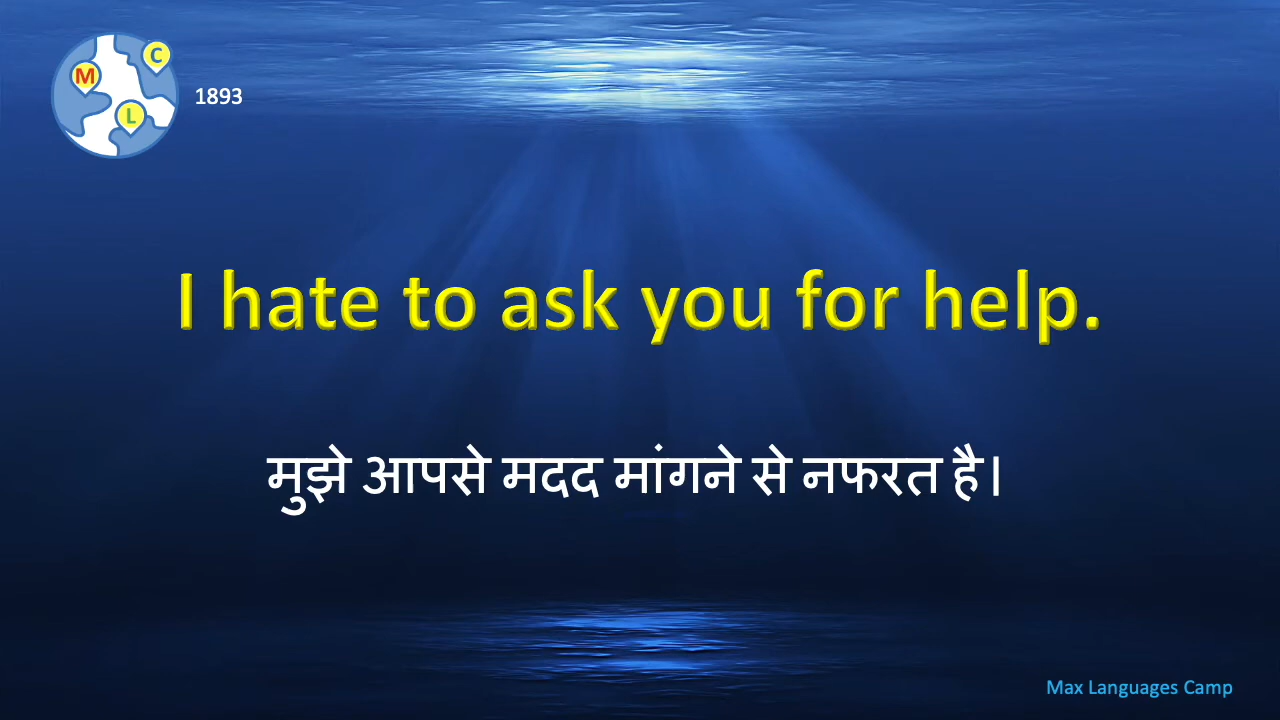 M
C
L
1893
I hate to ask you for help.
मुझे आपसे मदद मांगने से नफरत है।
Max Languages Camp